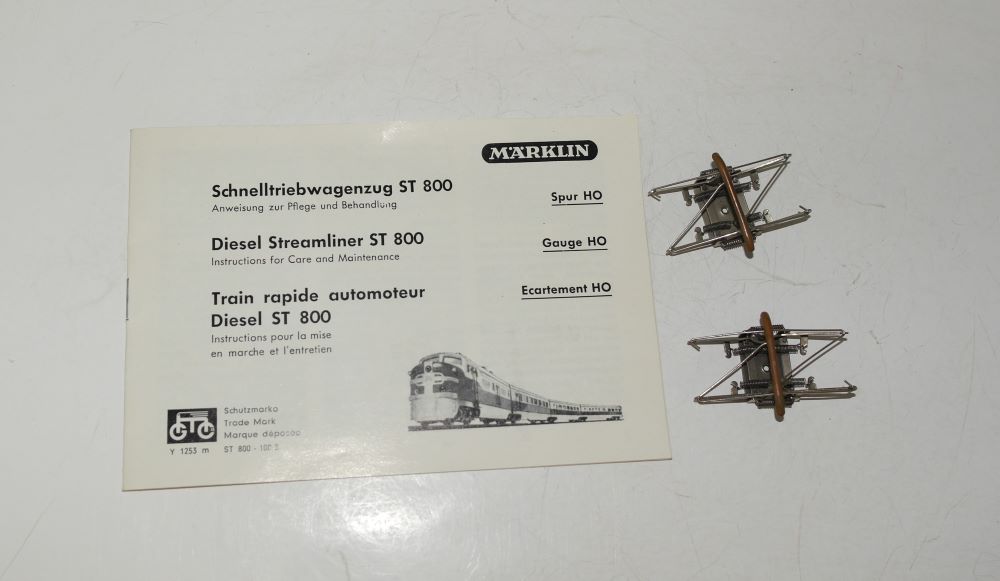 MÄRKLIN
Schnelltriebwagenzug ST 800
Anweisung zur Pflege und Behandlung
Spur HO
Diesel Streamliner ST 800
Instructions for Care and Maintenance
Gauge HO
Train rapide automoteur
Diesel ST 800
Instructions pour la mise
en marche et l'entretien
Ecartement HO
Schutzmarke
Trade Mark
Marque déposée
Y 1253 m
ST 800 - 100